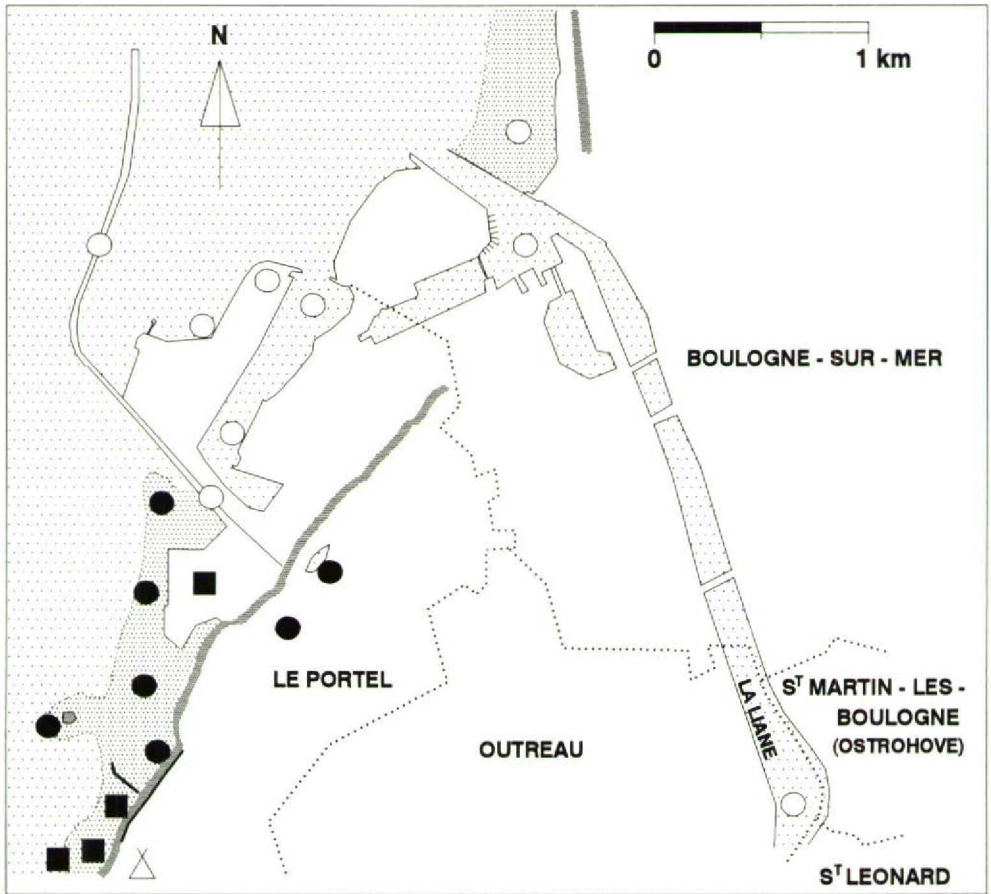 N
0 1 km
BOULOGNE - SUR - MER
LE PORTEL
OUTREAU
LA LIANE
Sᵀ MARTIN - LES -
BOULOGNE
(OSTROHOVE)
Sᵀ LEONARD